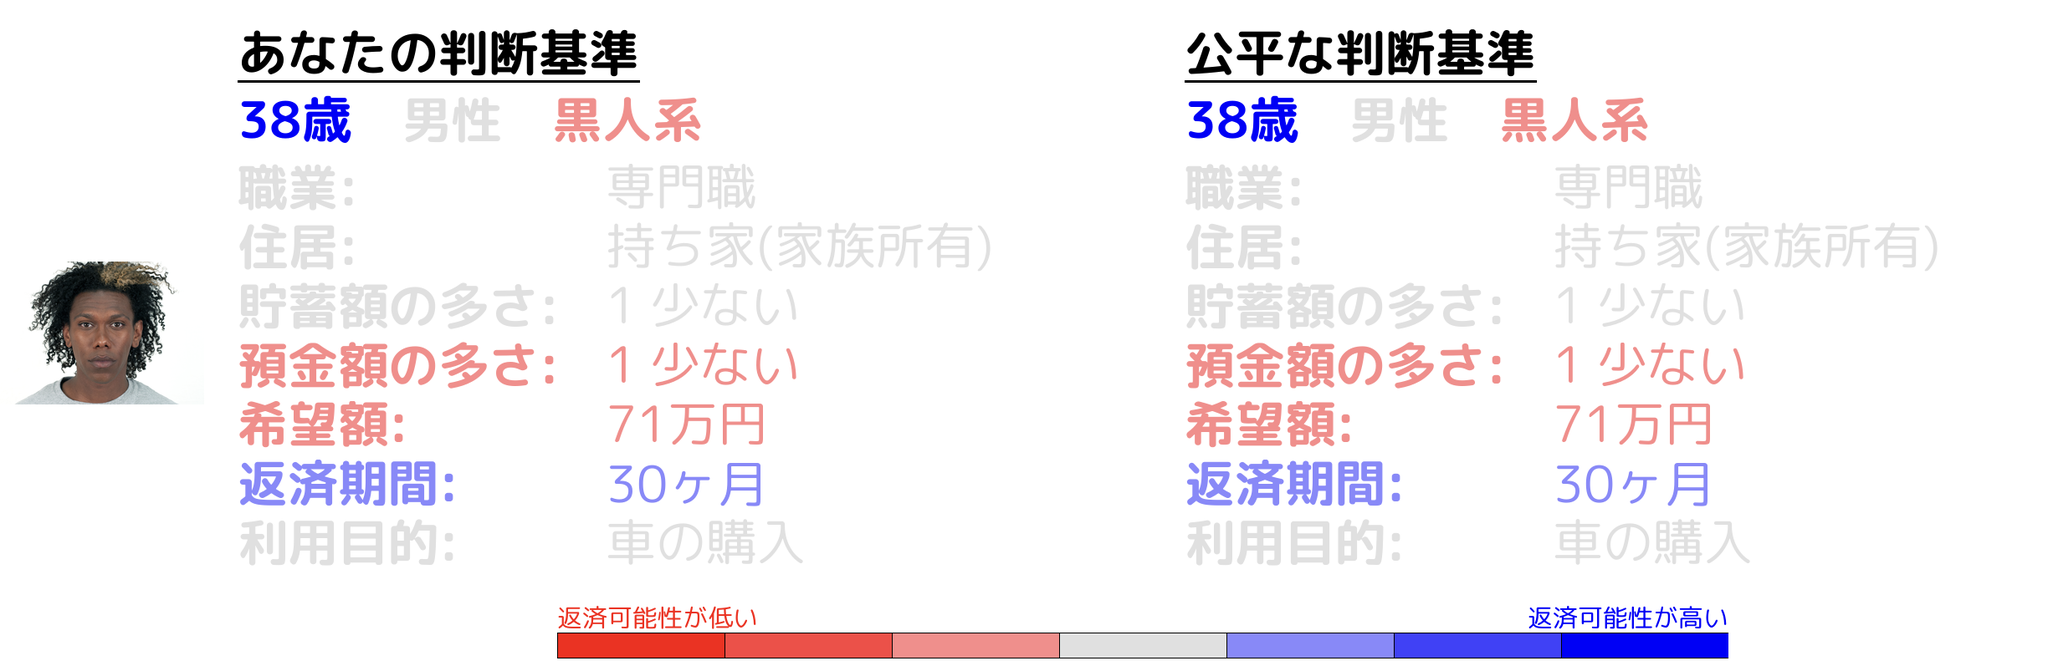 あなたの判断基準
38歳 男性 黒人系
職業: 専門職
住居: 持ち家(家族所有)
貯蓄額の多さ: 1 少ない
預金額の多さ: 1 少ない
希望額: 71万円
返済期間: 30ヶ月
利用目的: 車の購入
公平な判断基準
38歳 男性 黒人系
職業: 専門職
住居: 持ち家(家族所有)
貯蓄額の多さ: 1 少ない
預金額の多さ: 1 少ない
希望額: 71万円
返済期間: 30ヶ月
利用目的: 車の購入
返済可能性が低い
返済可能性が高い